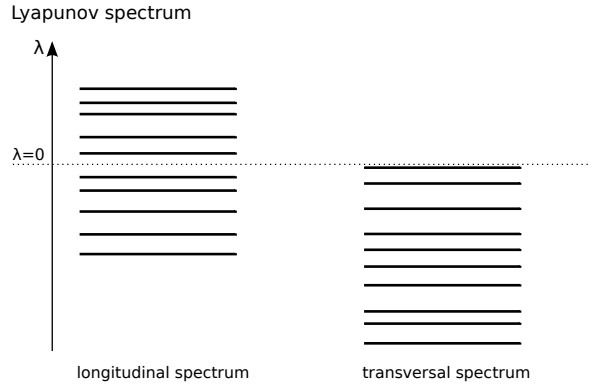 Lyapunov spectrum
λ
λ=0
longitudinal spectrum
transversal spectrum